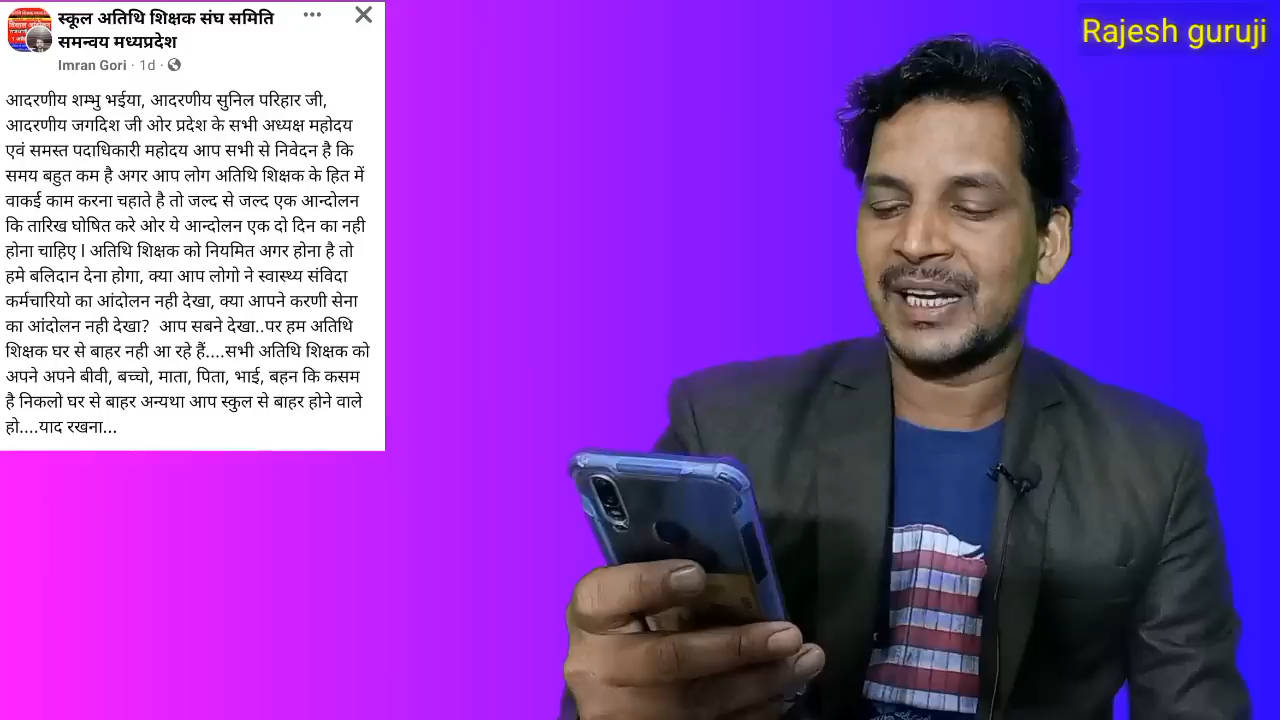 स्कूल अतिथि शिक्षक संघ समिति
समन्वय मध्यप्रदेश
Imran Gori · 1d ·
आदरणीय शम्भु भईया, आदरणीय सुनिल परिहार जी,
आदरणीय जगदिश जी ओर प्रदेश के सभी अध्यक्ष महोदय
एवं समस्त पदाधिकारी महोदय आप सभी से निवेदन है कि
समय बहुत कम है अगर आप लोग अतिथि शिक्षक के हित में
वाकई काम करना चहाते है तो जल्द से जल्द एक आन्दोलन
कि तारिख घोषित करे ओर ये आन्दोलन एक दो दिन का नही
होना चाहिए l अतिथि शिक्षक को नियमित अगर होना है तो
हमे बलिदान देना होगा, क्या आप लोगो ने स्वास्थ्य संविदा
कर्मचारियो का आंदोलन नही देखा, क्या आपने करणी सेना
का आंदोलन नही देखा? आप सबने देखा..पर हम अतिथि
शिक्षक घर से बाहर नही आ रहे हैं....सभी अतिथि शिक्षक को
अपने अपने बीवी, बच्चो, माता, पिता, भाई, बहन कि कसम
है निकलो घर से बाहर अन्यथा आप स्कुल से बाहर होने वाले
हो....याद रखना...
Rajesh guruji